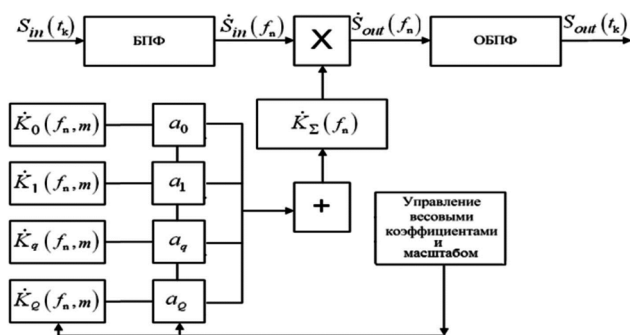 S_in(t_k) БПФ Ṡ_in(f_n) X Ṡ_out(f_n) ОБПФ S_out(t_k)
K̇_0(f_n, m) a_0 K̇_Σ(f_n)
K̇_1(f_n, m) a_1 +
K̇_q(f_n, m) a_q
K̇_Q(f_n, m) a_Q
Управление
весовыми
коэффициентами
и
масштабом